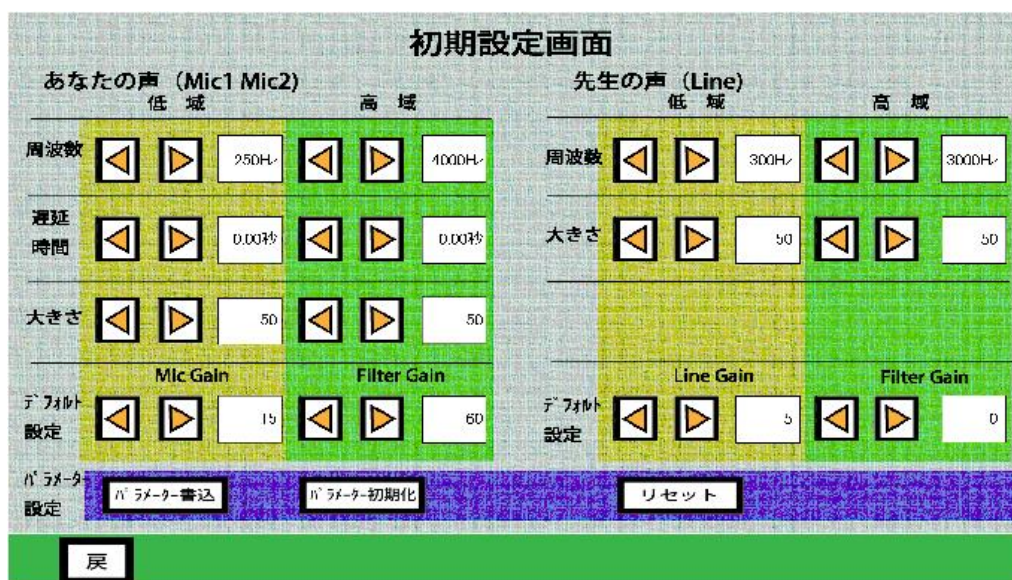 初期設定画面
あなたの声（Mic1 Mic2）
低 域 高 域
周波数 250Hz 4000Hz
遅延時間 0.00秒 0.00秒
大きさ 50 50
Mic Gain Filter Gain
ﾃﾞﾌｫﾙﾄ設定 15 60
先生の声（Line）
低 域 高 域
周波数 300Hz 3000Hz
大きさ 50 50
Line Gain Filter Gain
ﾃﾞﾌｫﾙﾄ設定 5 0
ﾊﾟﾗﾒｰﾀｰ設定 ﾊﾟﾗﾒｰﾀｰ書込 ﾊﾟﾗﾒｰﾀｰ初期化 リセット
戻